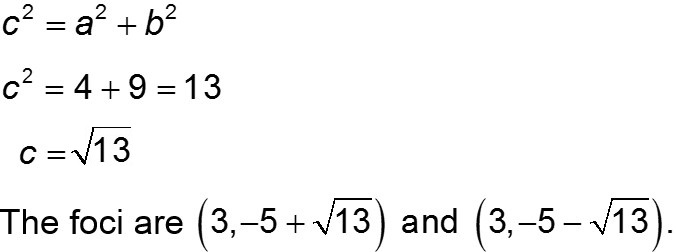 c² = a² + b²
c² = 4 + 9 = 13
c = √13
The foci are (3,−5 + √13) and (3,−5 − √13).